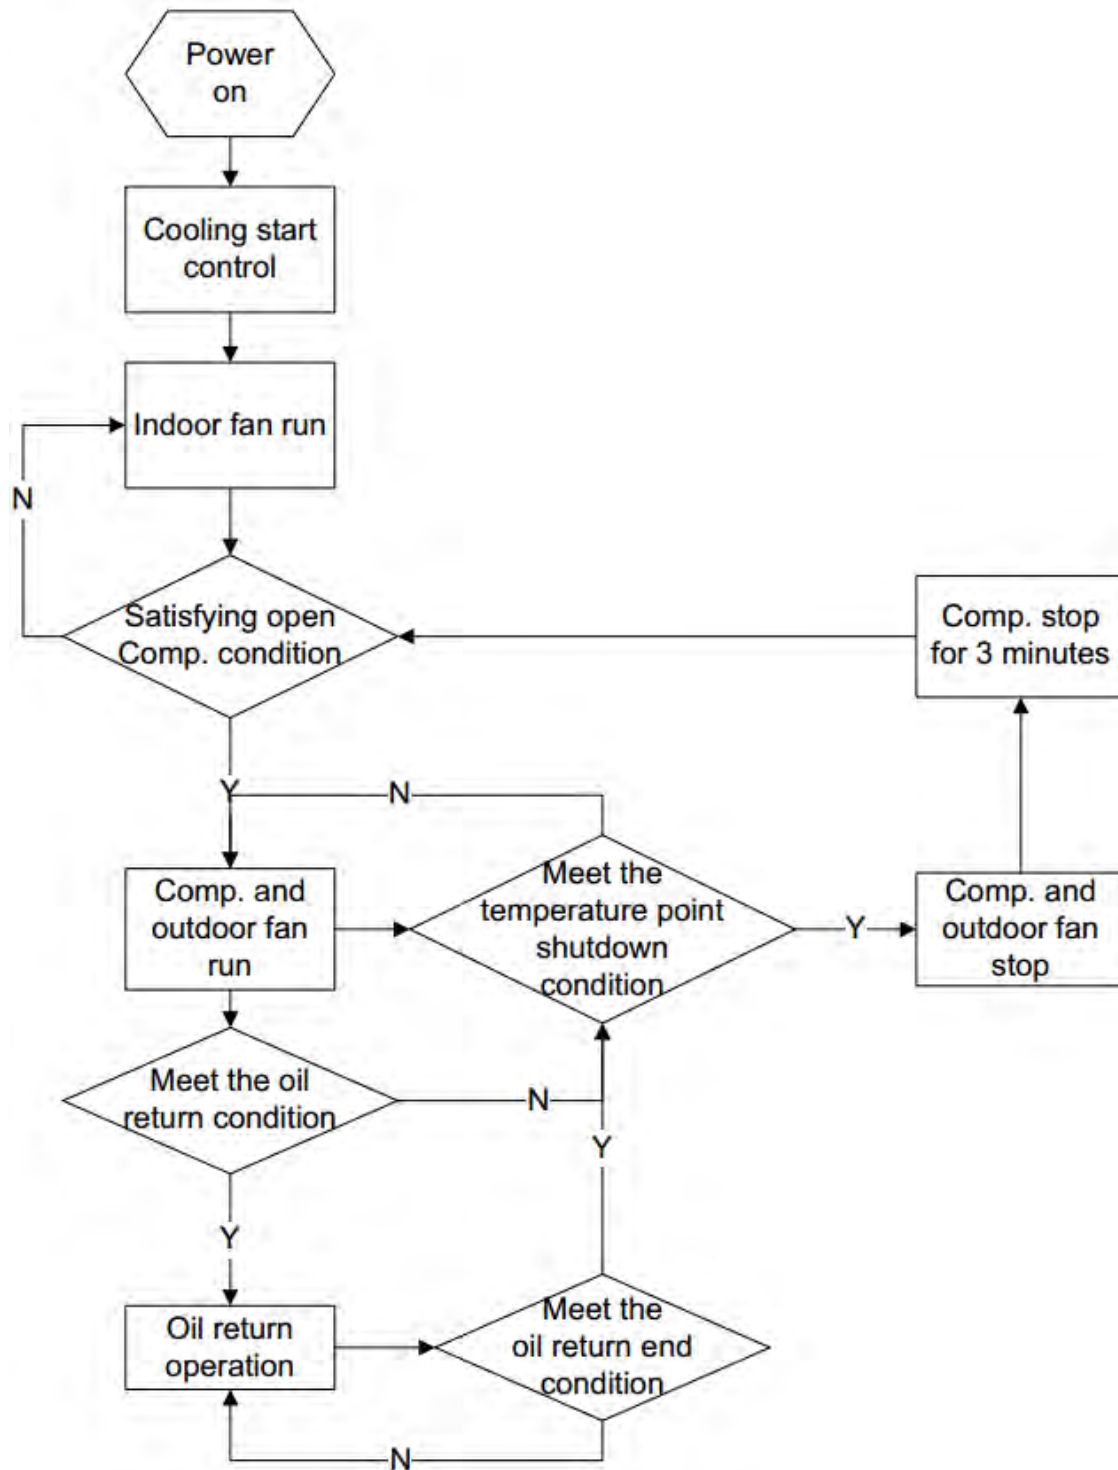 Power
on
Cooling start
control
Indoor fan run
N
Satisfying open
Comp. condition
Comp. stop
for 3 minutes
Y
N
Comp. and
outdoor fan
run
Meet the
temperature point
shutdown
condition
Y
Comp. and
outdoor fan
stop
Meet the oil
return condition
N
Y
Y
Oil return
operation
Meet the
oil return end
condition
N